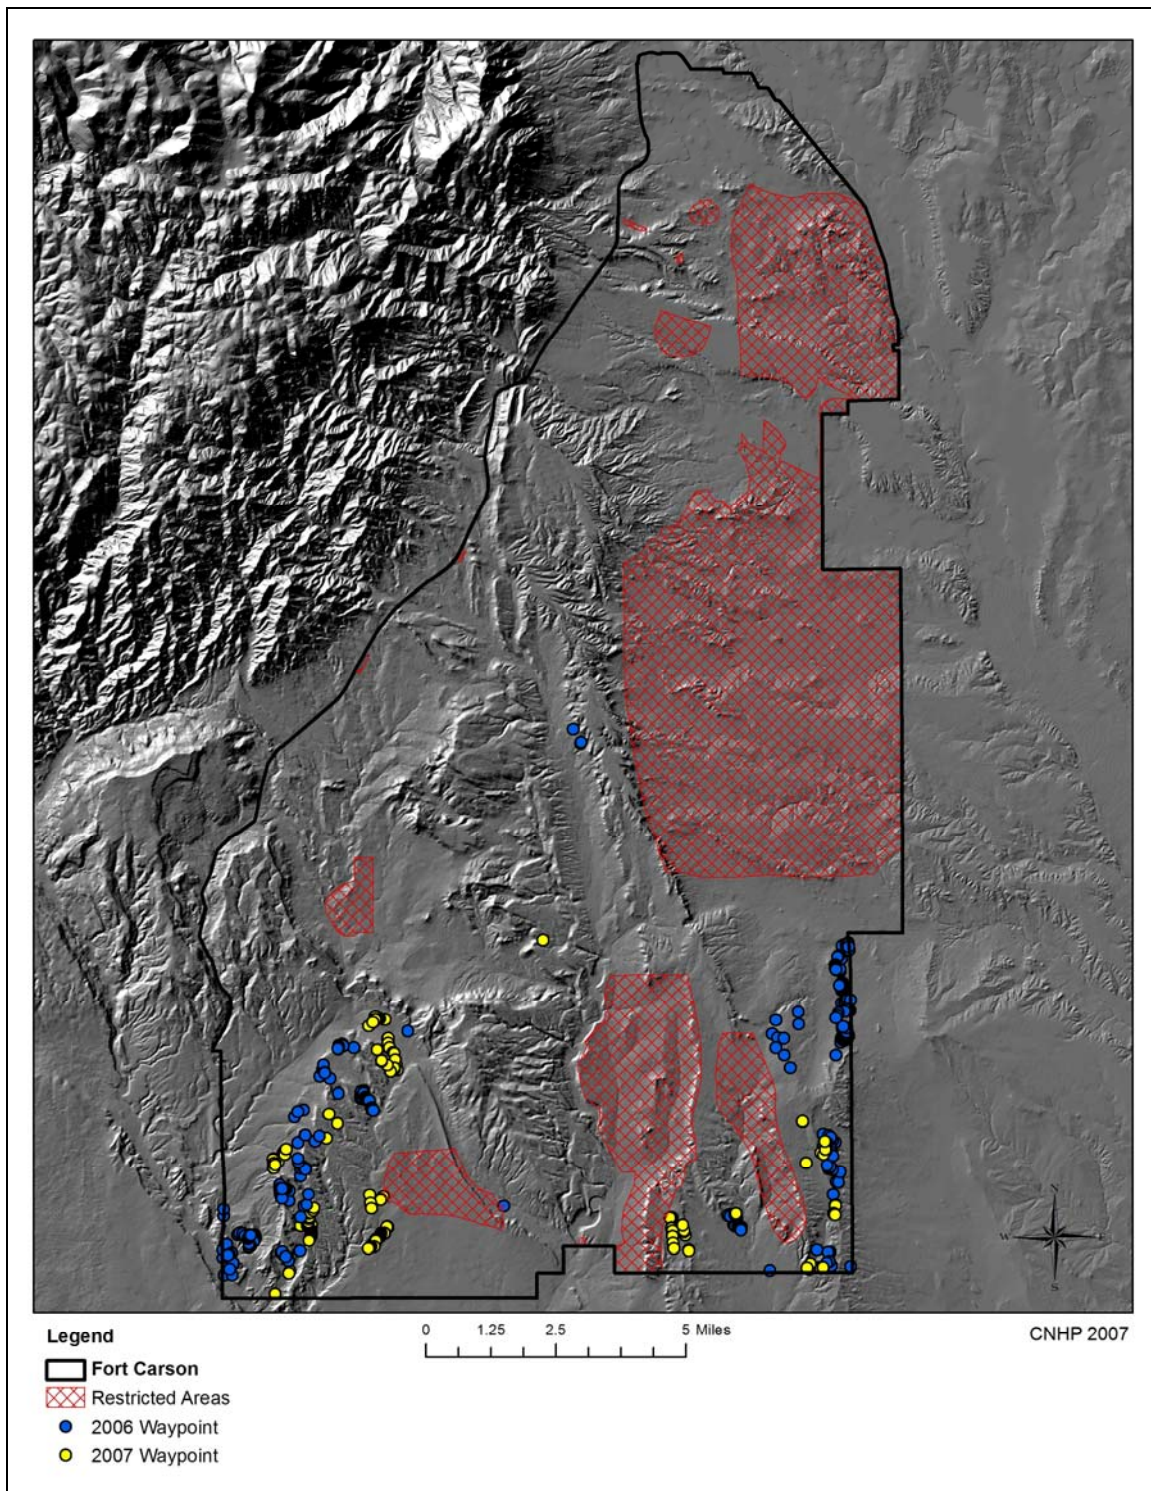 N
W
E
S
Legend
0 1.25 2.5 5 Miles
CNHP 2007
Fort Carson
Restricted Areas
2006 Waypoint
2007 Waypoint